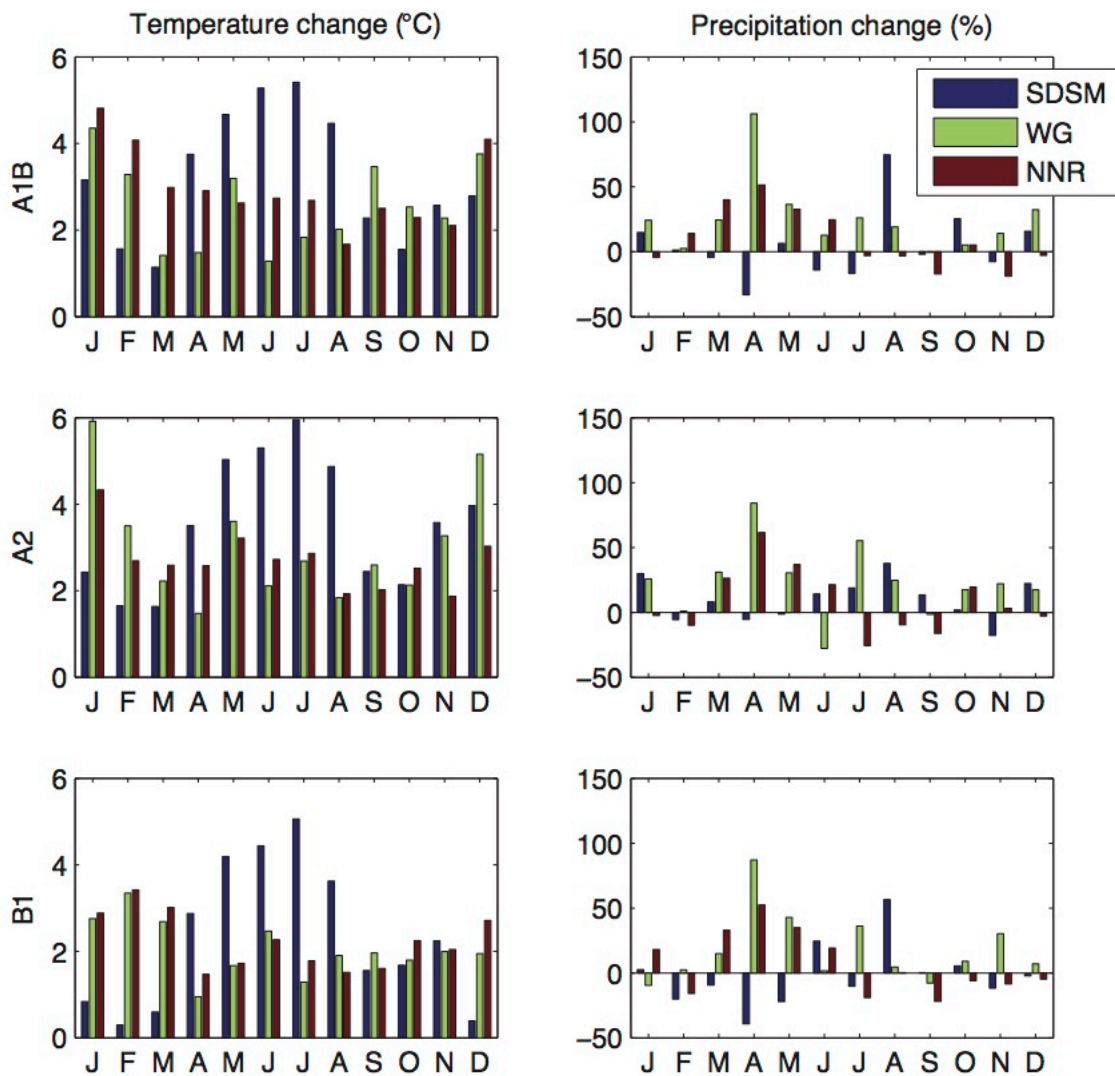 Temperature change (°C)
Precipitation change (%)
6
4
2
0
A1B
J F M A M J J A S O N D
150
100
50
0
−50
J F M A M J J A S O N D
SDSM
WG
NNR
6
4
2
0
A2
J F M A M J J A S O N D
150
100
50
0
−50
J F M A M J J A S O N D
6
4
2
0
B1
J F M A M J J A S O N D
150
100
50
0
−50
J F M A M J J A S O N D